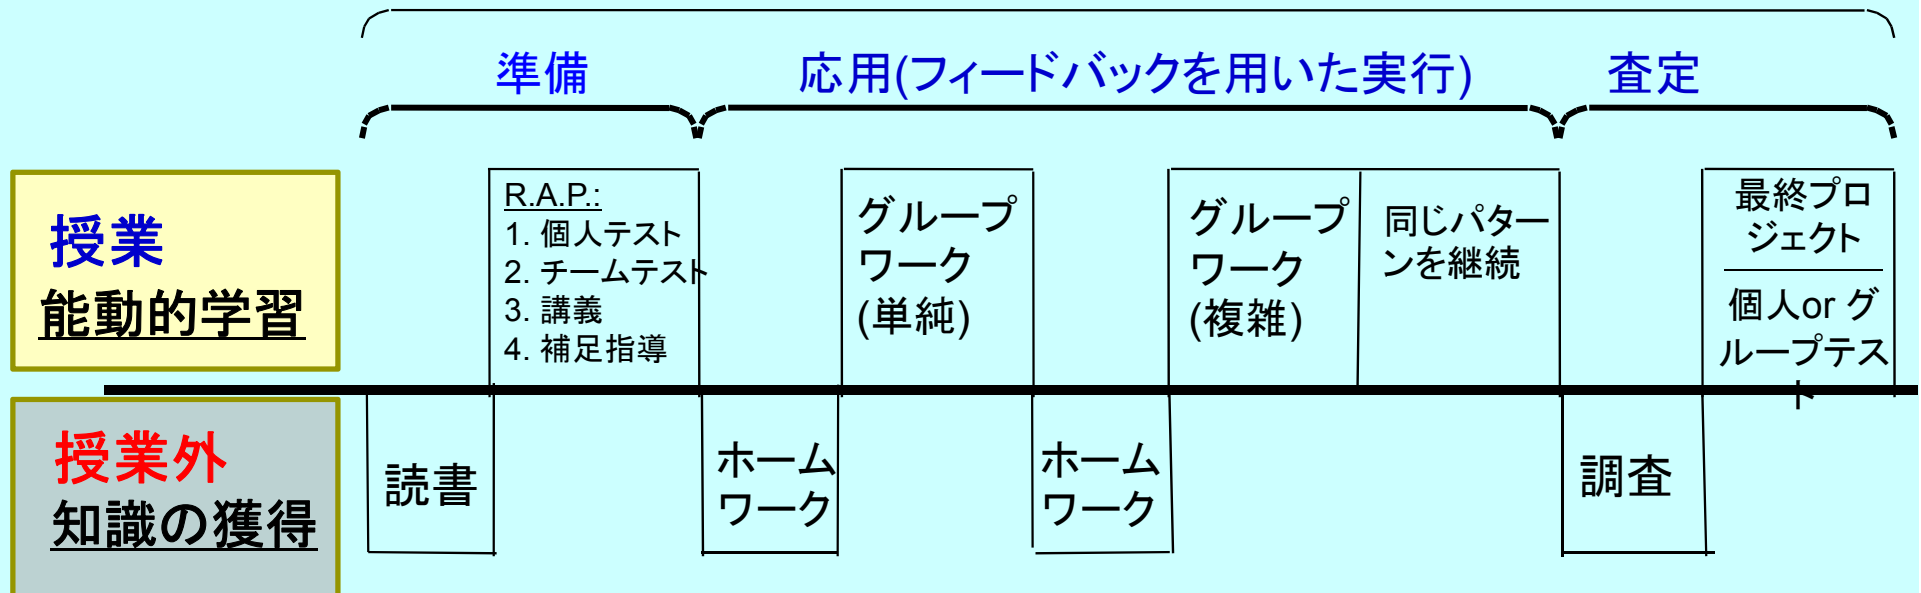 準備
応用(フィードバックを用いた実行)
査定
授業
能動的学習
R.A.P.:
1. 個人テスト
2. チームテスト
3. 講義
4. 補足指導
グループ
ワーク
(単純)
グループ
ワーク
(複雑)
同じパター
ンを継続
最終プロ
ジェクト
個人or グ
ループテス
ト
授業外
知識の獲得
読書
ホーム
ワーク
ホーム
ワーク
調査